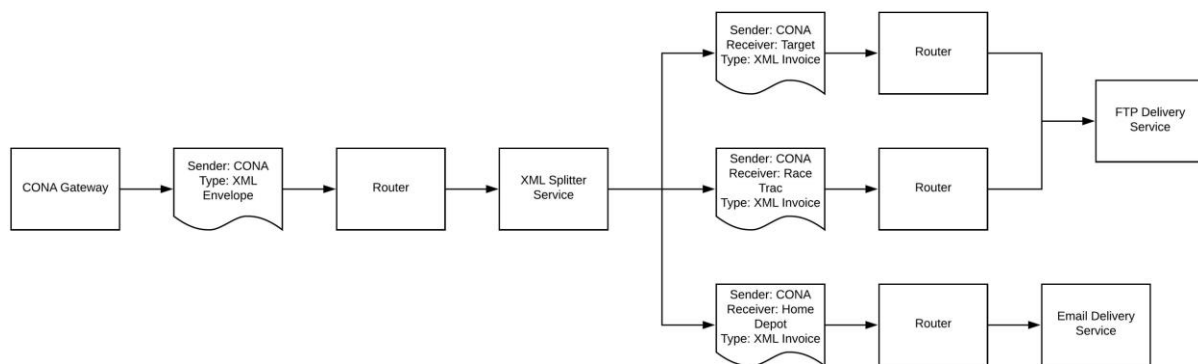 CONA Gateway
Sender: CONA
Type: XML
Envelope
Router
XML Splitter
Service
Sender: CONA
Receiver: Target
Type: XML Invoice
Router
Sender: CONA
Receiver: Race
Trac
Type: XML Invoice
Router
FTP Delivery
Service
Sender: CONA
Receiver: Home
Depot
Type: XML Invoice
Router
Email Delivery
Service